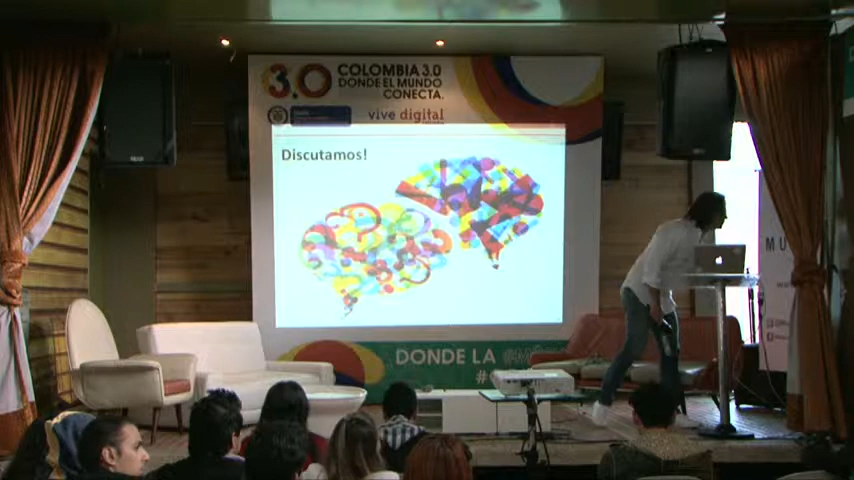 3.0
COLOMBIA 3.0
DONDE EL MUNDO
CONECTA.
vive digital
Discutamos!
DONDE LA
M U